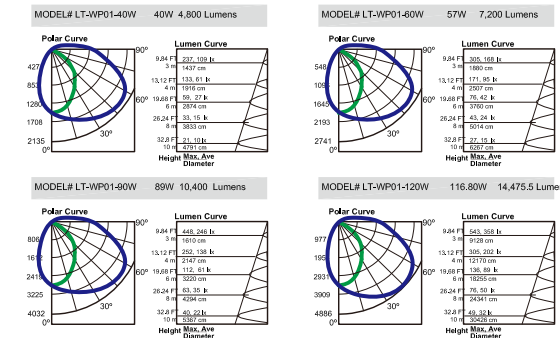 MODEL# LT-WP01-40W 40W 4,800 Lumens
Polar Curve
90°
427
853
1280
1708
2135
0°
30°
60°
Lumen Curve
9.84 FT 237, 109 lx
3 m 1437 cm
13,12 FT 133, 61 lx
4 m 1916 cm
19,68 FT 59, 27 lx
6 m 2874 cm
26,24 FT 33, 15 lx
8 m 3833 cm
32,8 FT 21, 10 lx
10 m 4791 cm
Height Max, Ave
Diameter
MODEL# LT-WP01-60W 57W 7,200 Lumens
Polar Curve
90°
548
109
1645
2193
2741
0°
30°
60°
Lumen Curve
9.84 FT 305, 168 lx
3 m 1880 cm
13,12 FT 171, 95 lx
4 m 2507 cm
19,68 FT 76, 42 lx
6 m 3760 cm
26,24 FT 43, 24 lx
8 m 5014 cm
32,8 FT 27, 15 lx
10 m 6267 cm
Height Max, Ave
Diameter
MODEL# LT-WP01-90W 89W 10,400 Lumens
Polar Curve
90°
806
161
2419
3225
4032
0°
30°
60°
Lumen Curve
9.84 FT 448, 246 lx
3 m 1610 cm
13,12 FT 252, 138 lx
4 m 2147 cm
19,68 FT 112, 61 lx
6 m 3220 cm
26,24 FT 63, 35 lx
8 m 4294 cm
32,8 FT 40, 22 lx
10 m 5367 cm
Height Max, Ave
Diameter
MODEL# LT-WP01-120W 116.80W 14,475.5 Lume
Polar Curve
90°
977
195
2931
3909
4886
0°
30°
60°
Lumen Curve
9.84 FT 543, 358 lx
3 m 9128 cm
13,12 FT 305, 202 lx
4 m 12170 cm
19,68 FT 136, 89 lx
6 m 18255 cm
26,24 FT 76, 50 lx
8 m 24341 cm
32,8 FT 49, 32 lx
10 m 30426 cm
Height Max, Ave
Diameter